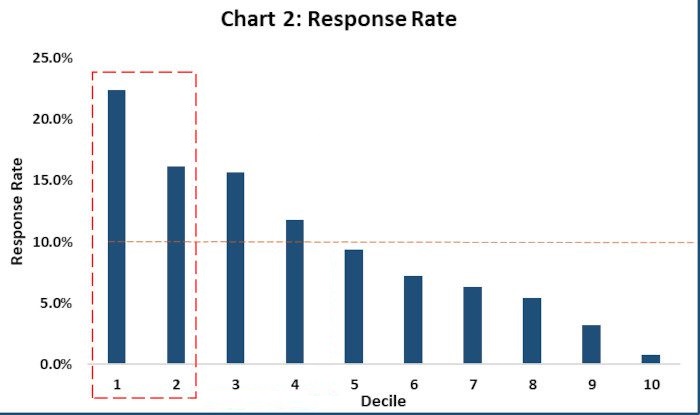 Chart 2: Response Rate
25.0%
20.0%
15.0%
10.0%
5.0%
0.0%
Response Rate
1 2 3 4 5 6 7 8 9 10
Decile